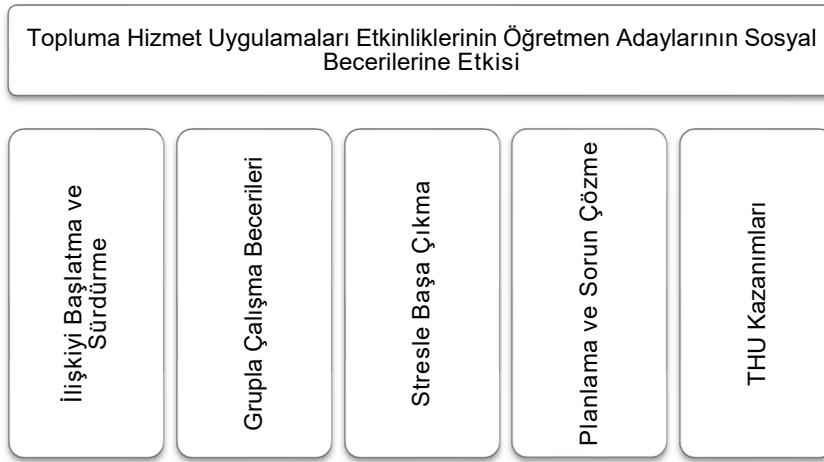 Topluma Hizmet Uygulamaları Etkinliklerinin Öğretmen Adaylarının Sosyal
Becerilerine Etkisi
İlişkiyi Başlatma ve
Sürdürme
Grupla Çalışma Becerileri
Stresle Başa Çıkma
Planlama ve Sorun Çözme
THU Kazanımları